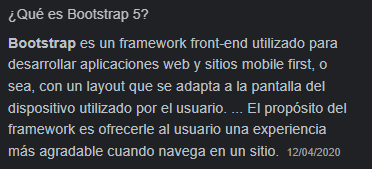 ¿Qué es Bootstrap 5?
Bootstrap es un framework front-end utilizado para
desarrollar aplicaciones web y sitios mobile first, o
sea, con un layout que se adapta a la pantalla del
dispositivo utilizado por el usuario. ... El propósito del
framework es ofrecerle al usuario una experiencia
más agradable cuando navega en un sitio. 12/04/2020